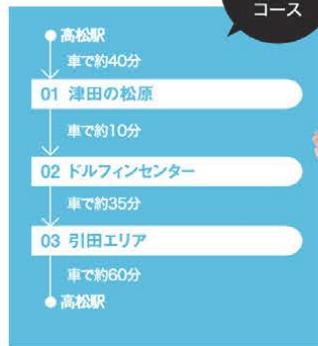 コース
高松駅
車で約40分
01 津田の松原
車で約10分
02 ドルフィンセンター
車で約35分
03 引田エリア
車で約60分
高松駅